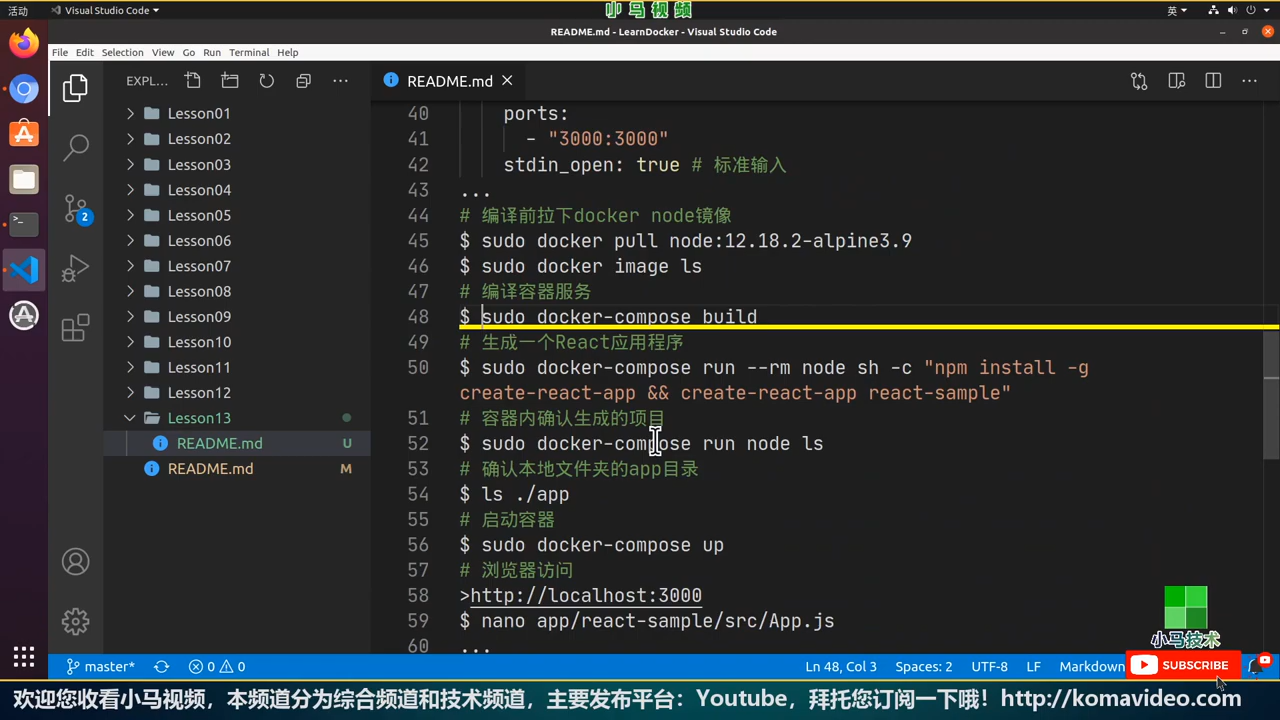 活动
Visual Studio Code
小马视频
英
README.md - LearnDocker - Visual Studio Code
File Edit Selection View Go Run Terminal Help
EXPL...
README.md
Lesson01
Lesson02
Lesson03
Lesson04
Lesson05
Lesson06
Lesson07
Lesson08
Lesson09
Lesson10
Lesson11
Lesson12
Lesson13
README.md U
README.md M
2
40 ports:
41 - "3000:3000"
42 stdin_open: true # 标准输入
43 ...
44 # 编译前拉下docker node镜像
45 $ sudo docker pull node:12.18.2-alpine3.9
46 $ sudo docker image ls
47 # 编译容器服务
48 $ sudo docker-compose build
49 # 生成一个React应用程序
50 $ sudo docker-compose run --rm node sh -c "npm install -g
create-react-app && create-react-app react-sample"
51 # 容器内确认生成的项目
52 $ sudo docker-compose run node ls
53 # 确认本地文件夹的app目录
54 $ ls ./app
55 # 启动容器
56 $ sudo docker-compose up
57 # 浏览器访问
58 >http://localhost:3000
59 $ nano app/react-sample/src/App.js
60 ...
小马技术
SUBSCRIBE
master* 0 0 Ln 48, Col 3 Spaces: 2 UTF-8 LF Markdown
欢迎您收看小马视频，本频道分为综合频道和技术频道，主要发布平台：Youtube，拜托您订阅一下哦！http://komavideo.com